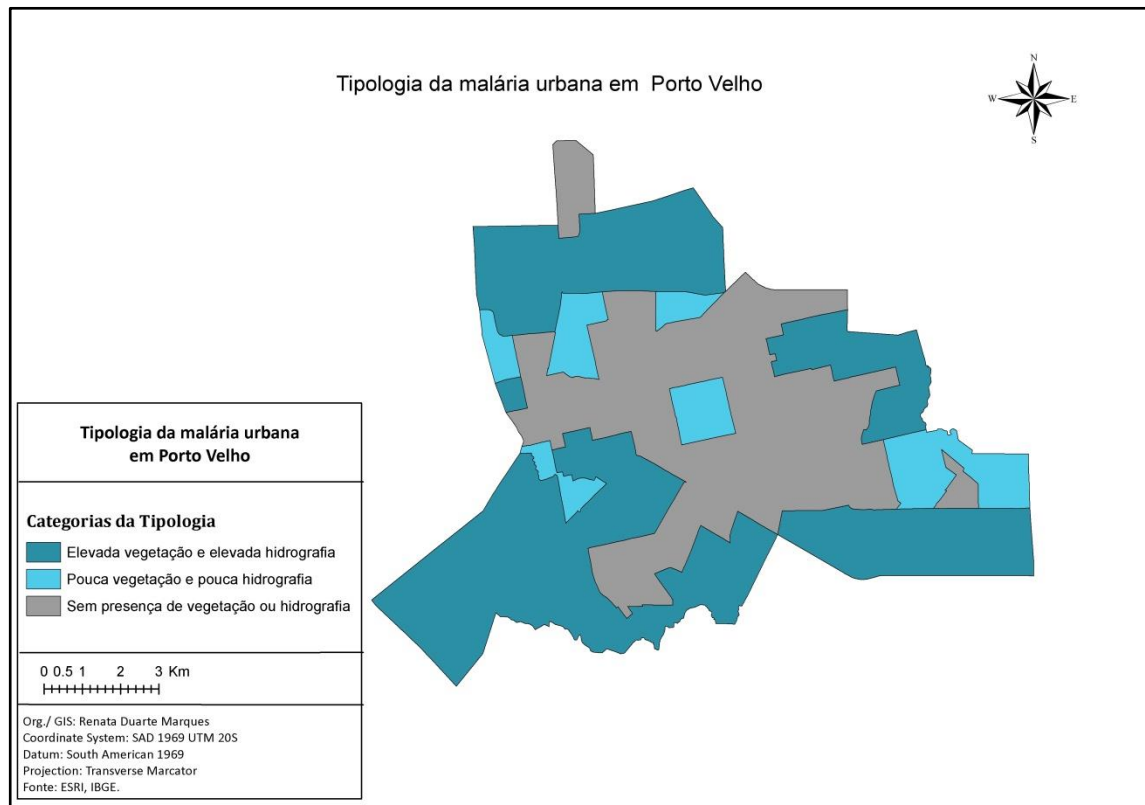 Tipologia da malária urbana em Porto Velho
N
W
E
S
Tipologia da malária urbana
em Porto Velho
Categorias da Tipologia
Elevada vegetação e elevada hidrografia
Pouca vegetação e pouca hidrografia
Sem presença de vegetação ou hidrografia
0 0.5 1 2 3 Km
Org./ GIS: Renata Duarte Marques
Coordinate System: SAD 1969 UTM 20S
Datum: South American 1969
Projection: Transverse Marcator
Fonte: ESRI, IBGE.